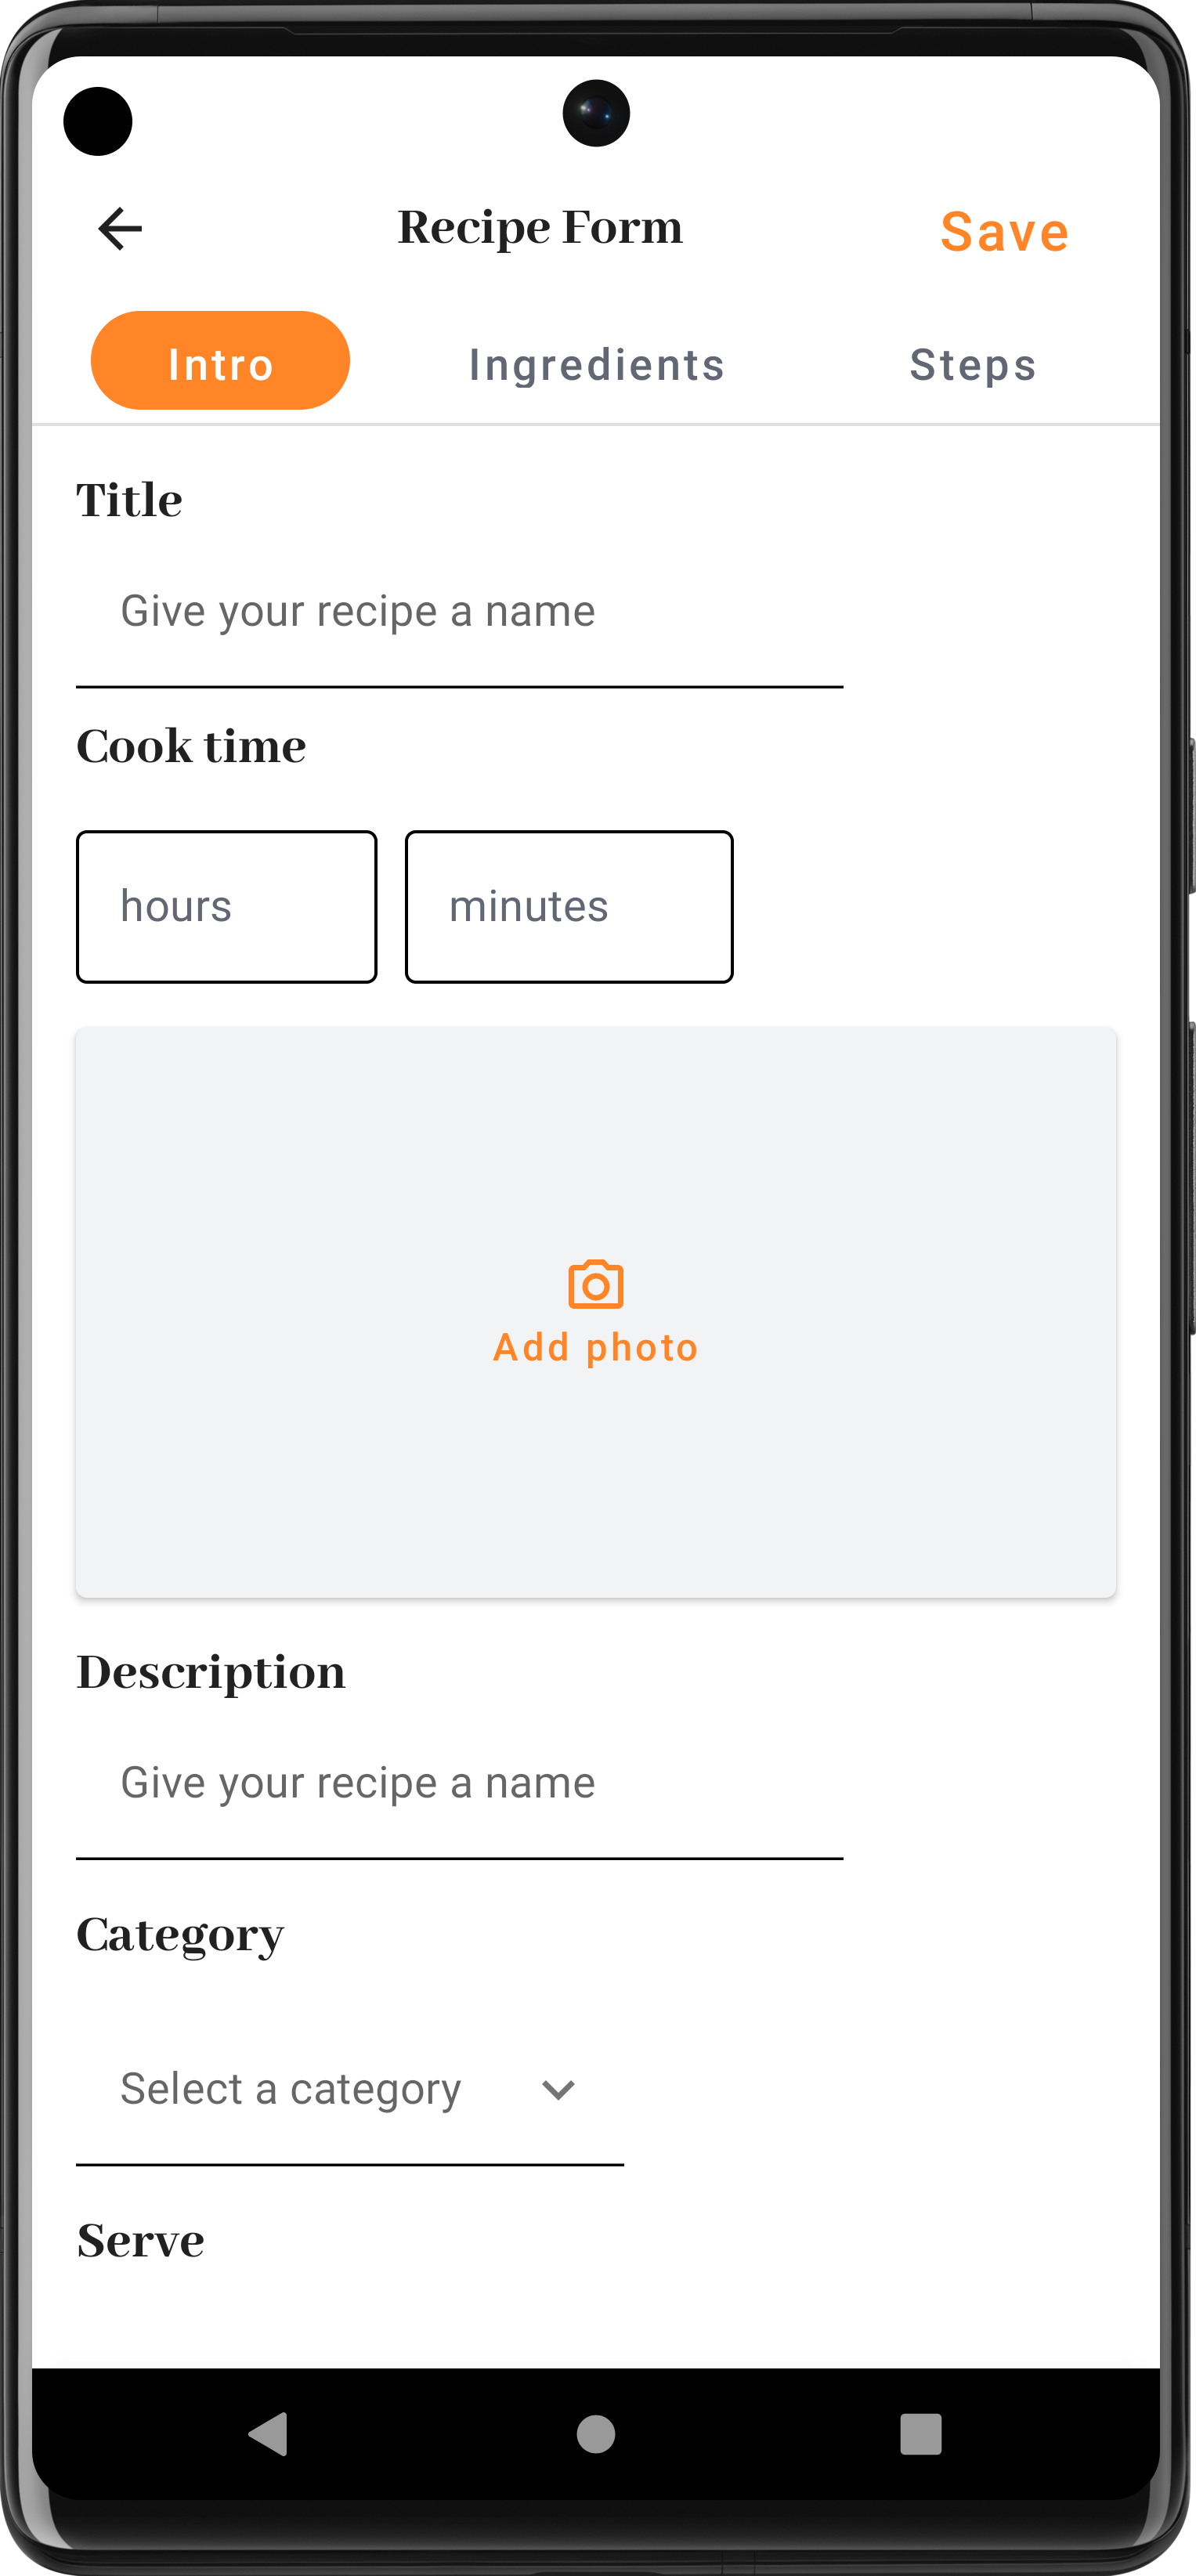 Recipe Form
Save
Intro
Ingredients
Steps
Title
Give your recipe a name
Cook time
hours
minutes
Add photo
Description
Give your recipe a name
Category
Select a category
Serve